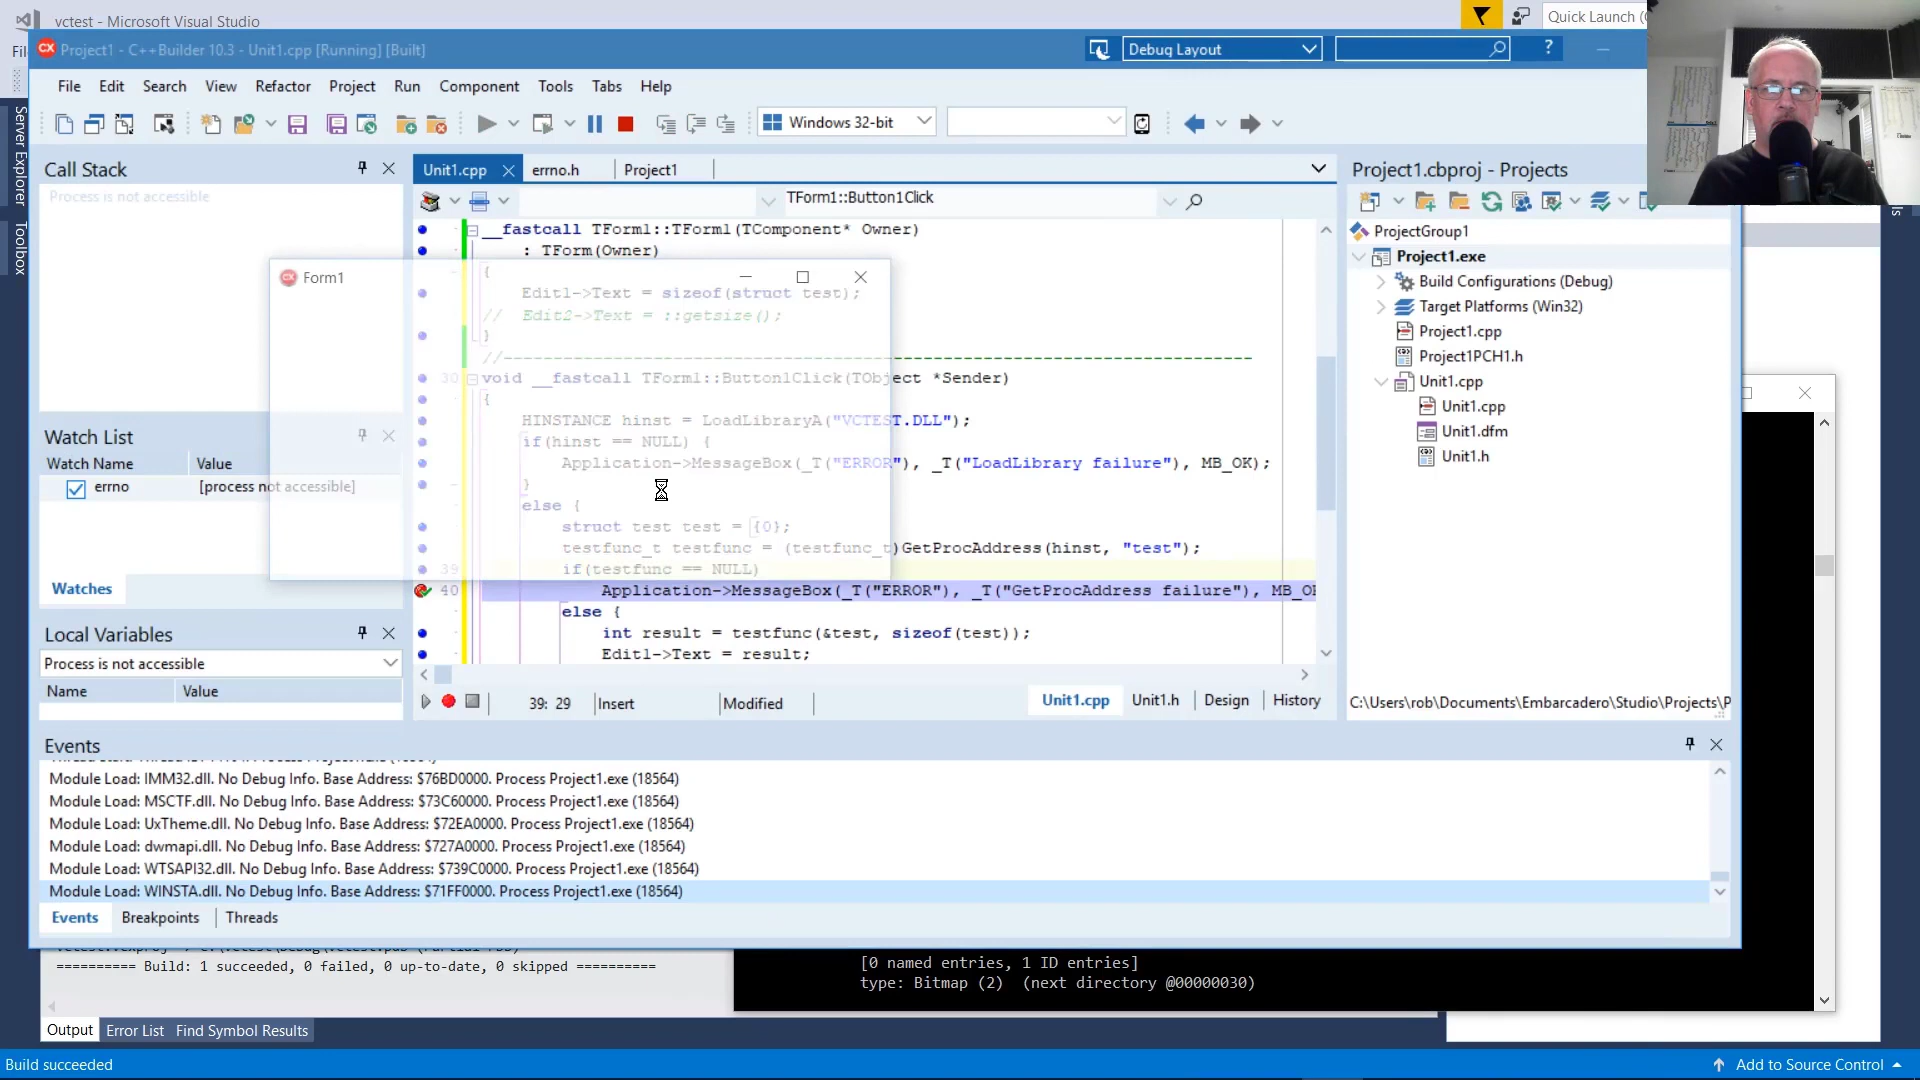 vctest - Microsoft Visual Studio
Quick Launch (
Fil
Project1 - C++Builder 10.3 - Unit1.cpp [Running] [Built]
Debug Layout
?
File Edit Search View Refactor Project Run Component Tools Tabs Help
Windows 32-bit
Server Explorer
Toolbox
Call Stack
Process is not accessible
Watch List
Watch Name Value
errno [process not accessible]
Watches
Local Variables
Process is not accessible
Name Value
Form1
Unit1.cpp errno.h Project1
TForm1::Button1Click
__fastcall TForm1::TForm1(TComponent* Owner)
: TForm(Owner)
{
Edit1->Text = sizeof(struct test);
// Edit2->Text = ::getsize();
}
//---------------------------------------------------------------------------
30 void __fastcall TForm1::Button1Click(TObject *Sender)
{
HINSTANCE hinst = LoadLibraryA("VCTEST.DLL");
if(hinst == NULL) {
Application->MessageBox(_T("ERROR"), _T("LoadLibrary failure"), MB_OK);
}
else {
struct test test = {0};
testfunc_t testfunc = (testfunc_t)GetProcAddress(hinst, "test");
39 if(testfunc == NULL)
40 Application->MessageBox(_T("ERROR"), _T("GetProcAddress failure"), MB_O
else {
int result = testfunc(&test, sizeof(test));
Edit1->Text = result;
39: 29 Insert Modified
Unit1.cpp Unit1.h Design History
Project1.cbproj - Projects
ProjectGroup1
Project1.exe
Build Configurations (Debug)
Target Platforms (Win32)
Project1.cpp
Project1PCH1.h
Unit1.cpp
Unit1.cpp
Unit1.dfm
Unit1.h
C:\Users\rob\Documents\Embarcadero\Studio\Projects\P
Events
Module Load: IMM32.dll. No Debug Info. Base Address: $76BD0000. Process Project1.exe (18564)
Module Load: MSCTF.dll. No Debug Info. Base Address: $73C60000. Process Project1.exe (18564)
Module Load: UxTheme.dll. No Debug Info. Base Address: $72EA0000. Process Project1.exe (18564)
Module Load: dwmapi.dll. No Debug Info. Base Address: $727A0000. Process Project1.exe (18564)
Module Load: WTSAPI32.dll. No Debug Info. Base Address: $739C0000. Process Project1.exe (18564)
Module Load: WINSTA.dll. No Debug Info. Base Address: $71FF0000. Process Project1.exe (18564)
Events Breakpoints Threads
========== Build: 1 succeeded, 0 failed, 0 up-to-date, 0 skipped ==========
[0 named entries, 1 ID entries]
type: Bitmap (2) (next directory @00000030)
Output Error List Find Symbol Results
Build succeeded
Add to Source Control